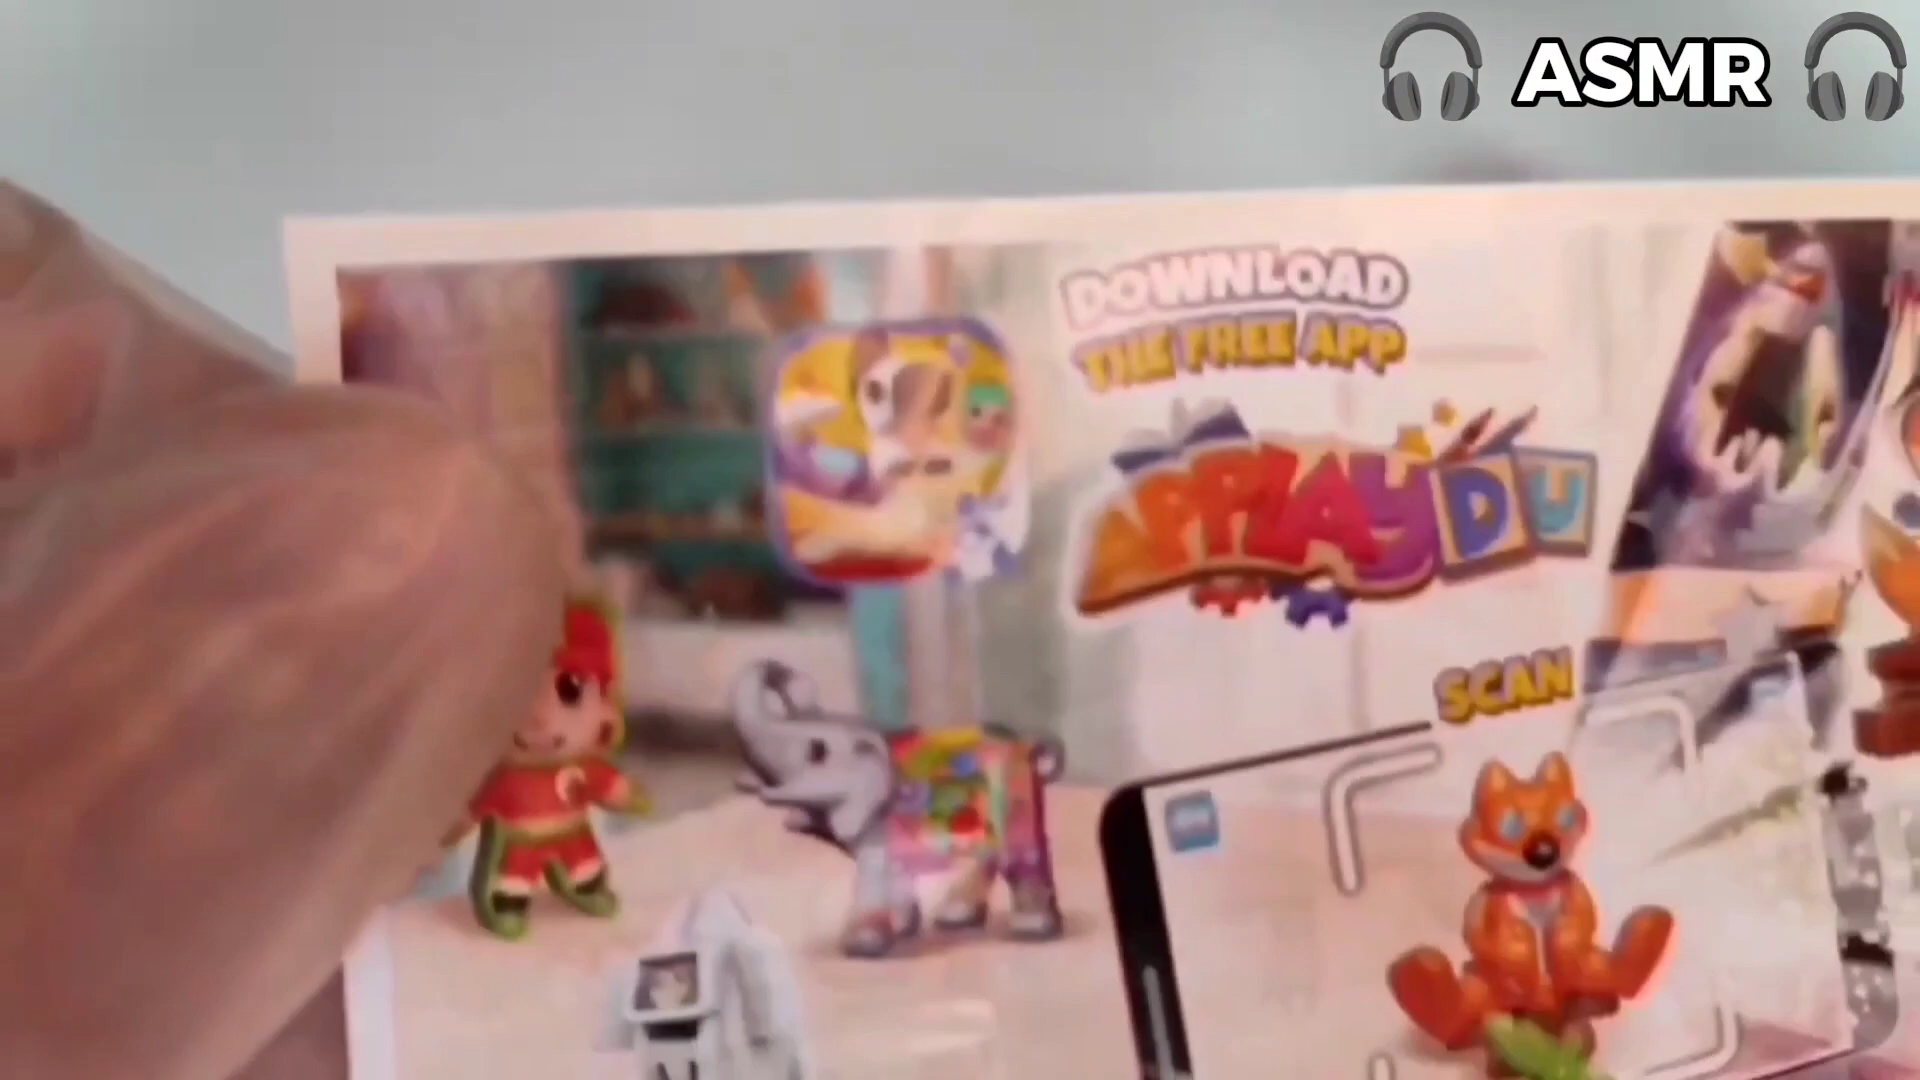 ASMR
DOWNLOAD
THE FREE APP
APPLAYDU
SCAN